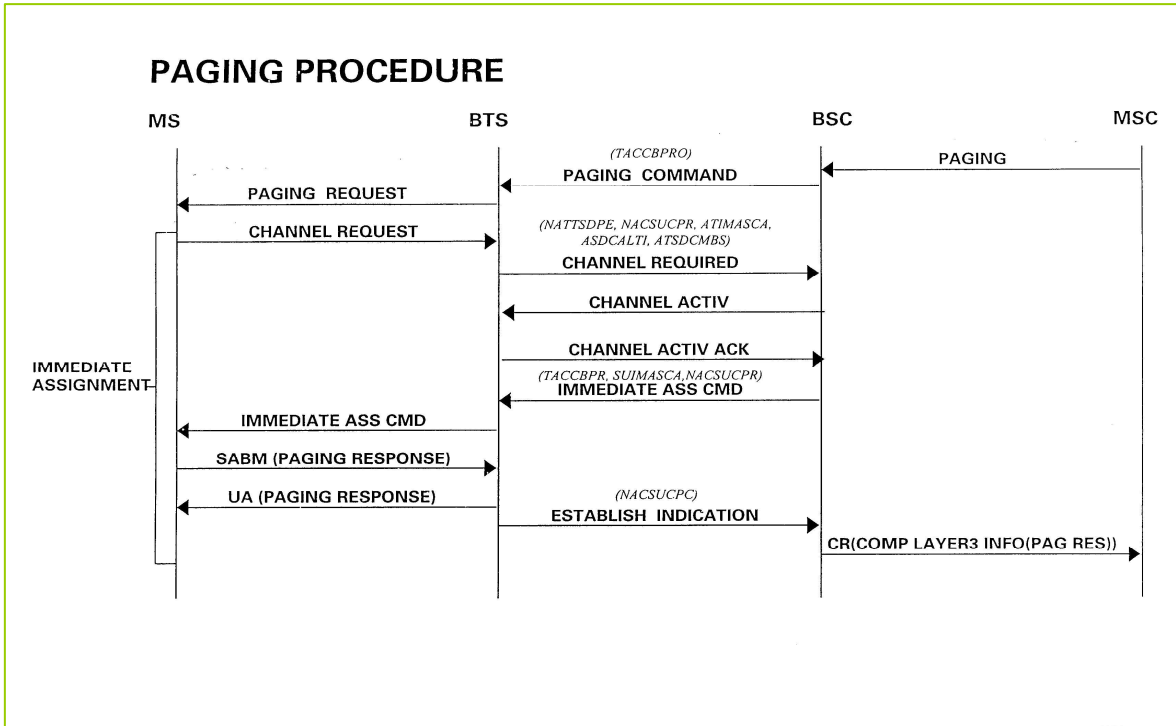 PAGING PROCEDURE
MS
BTS
BSC
MSC
(TACCBPRO)
PAGING
PAGING COMMAND
PAGING REQUEST
CHANNEL REQUEST
(NATTSDPE, NACSUCPR, ATIMASCA,
ASDCALTI, ATSDCMBS)
CHANNEL REQUIRED
CHANNEL ACTIV
CHANNEL ACTIV ACK
IMMEDIATE
ASSIGNMENT
(TACCBPR, SUIMASCA,NACSUCPR)
IMMEDIATE ASS CMD
IMMEDIATE ASS CMD
SABM (PAGING RESPONSE)
UA (PAGING RESPONSE)
(NACSUCPC)
ESTABLISH INDICATION
CR(COMP LAYER3 INFO(PAG RES))